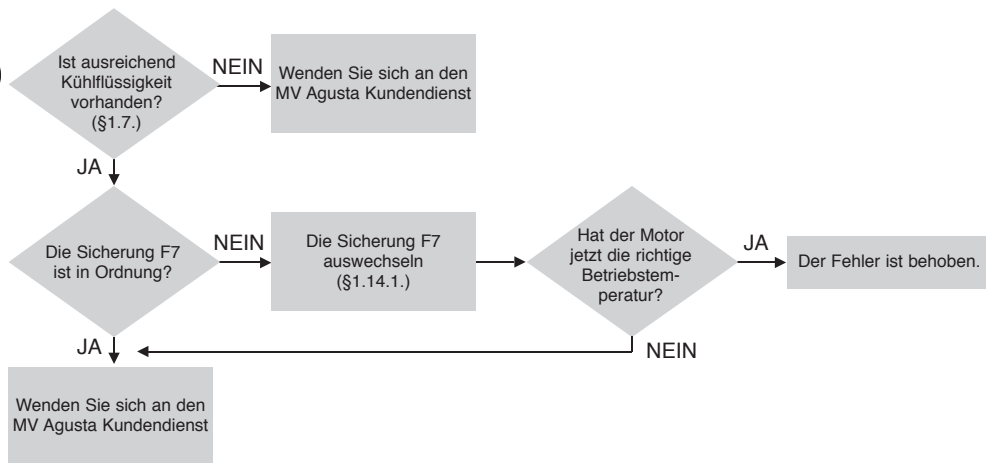 Ist ausreichend
Kühlflüssigkeit
vorhanden?
(§1.7.)
NEIN
Wenden Sie sich an den
MV Agusta Kundendienst
JA
Die Sicherung F7
ist in Ordnung?
NEIN
Die Sicherung F7
auswechseln
(§1.14.1.)
Hat der Motor
jetzt die richtige
Betriebstem-
peratur?
JA
Der Fehler ist behoben.
JA
NEIN
Wenden Sie sich an den
MV Agusta Kundendienst